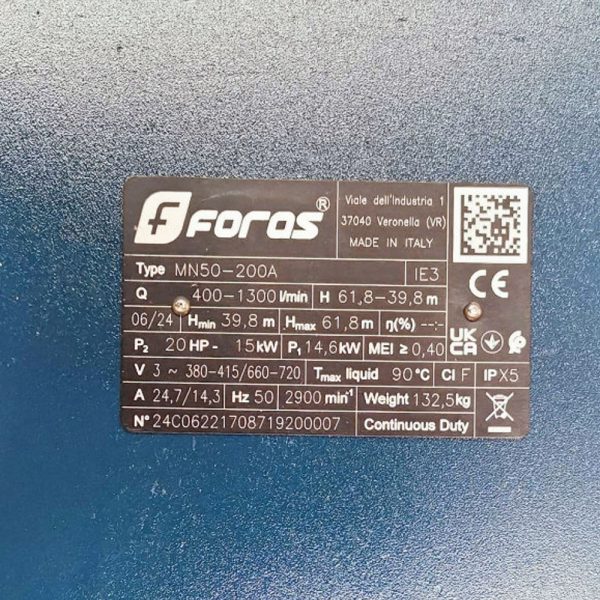 foras®
Viale dell'Industria 1
37040 Veronella (VR)
MADE IN ITALY
Type MN50-200A IE3
Q 400-1300 l/min H 61,8-39,8 m
06/24 Hmin 39,8 m Hmax 61,8 m η(%) --,-
P2 20 HP - 15 kW P1 14,6 kW MEI ≥ 0,40
V 3 ~ 380-415/660-720 Tmax liquid 90°C Cl F IP X5
A 24,7/14,3 Hz 50 2900 min-1 Weight 132,5 kg
N° 24C06221708719200007 Continuous Duty
CE
UK
CA